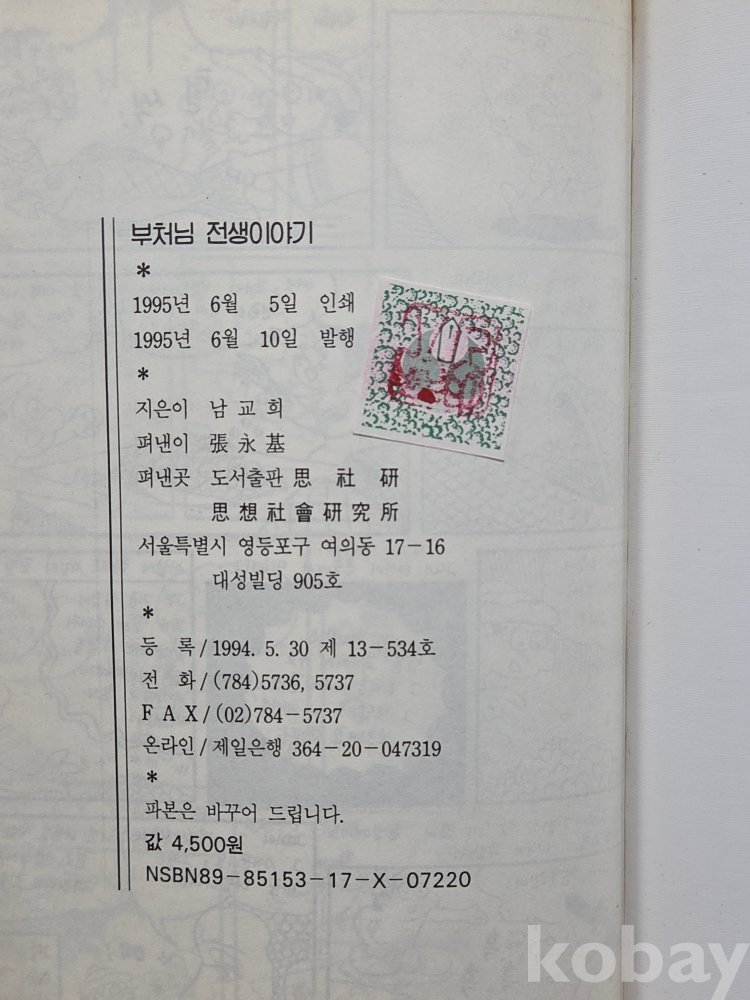 부처님 전생이야기
*
1995년 6월 5일 인쇄
1995년 6월 10일 발행
*
지은이 남 교 희
펴낸이 張 永 基
펴낸곳 도서출판 思 社 研
思想社會研究所
서울특별시 영등포구 여의동 17-16
대성빌딩 905호
*
등 록/1994. 5. 30 제 13-534호
전 화/(784)5736, 5737
F A X/(02)784-5737
온라인/제일은행 364-20-047319
*
파본은 바꾸어 드립니다.
값 4,500원
NSBN89-85153-17-X-07220
kobay